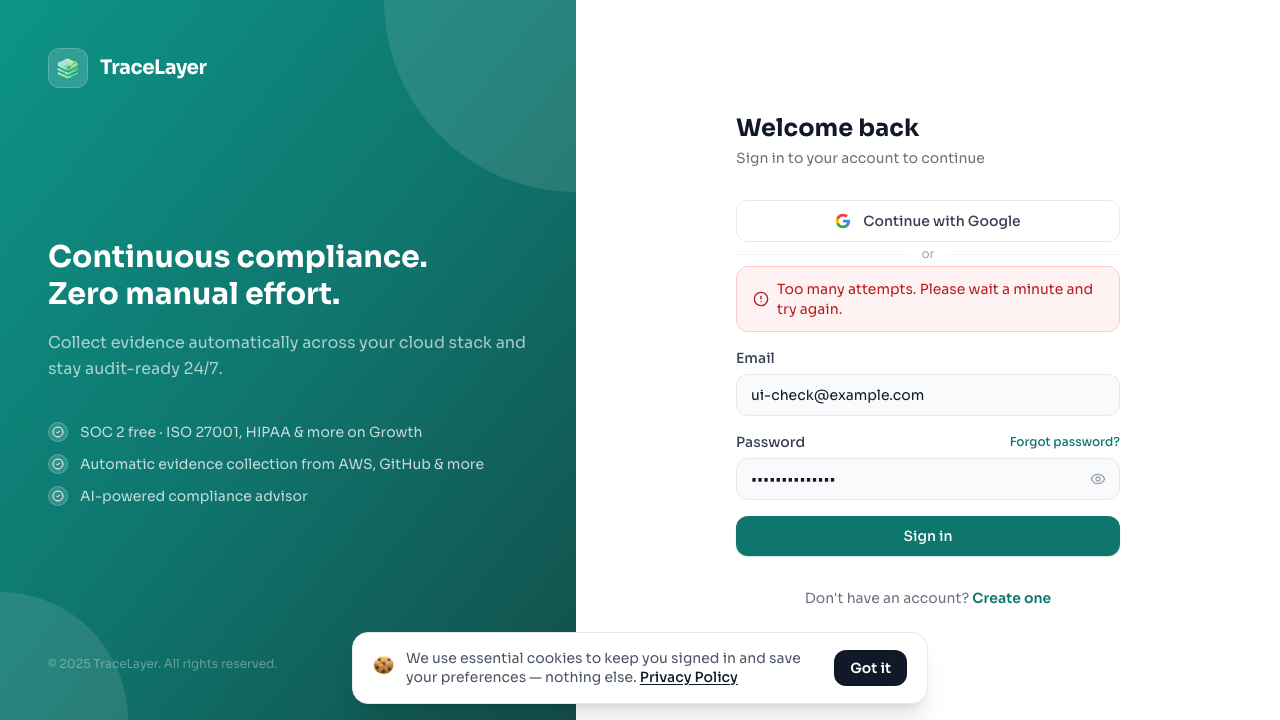 TraceLayer
Continuous compliance.
Zero manual effort.
Collect evidence automatically across your cloud stack and
stay audit-ready 24/7.
SOC 2 free · ISO 27001, HIPAA & more on Growth
Automatic evidence collection from AWS, GitHub & more
AI-powered compliance advisor
© 2025 TraceLayer. All rights reserved.
Welcome back
Sign in to your account to continue
Continue with Google
or
Too many attempts. Please wait a minute and
try again.
Email
ui-check@example.com
Password
Forgot password?
••••••••••••••
Sign in
Don't have an account? Create one
We use essential cookies to keep you signed in and save
your preferences — nothing else. Privacy Policy
Got it